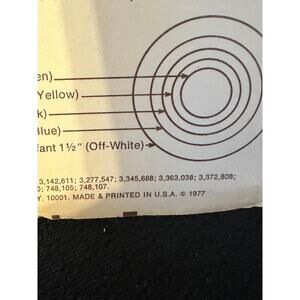 en)
Yellow)
k)
Blue)
fant 1½" (Off-White)
3,142,611; 3,277,547; 3,345,688; 3,363,038; 3,372,808;
0; 748,105; 748,107.
Y. 10001. MADE & PRINTED IN U.S.A. © 1977